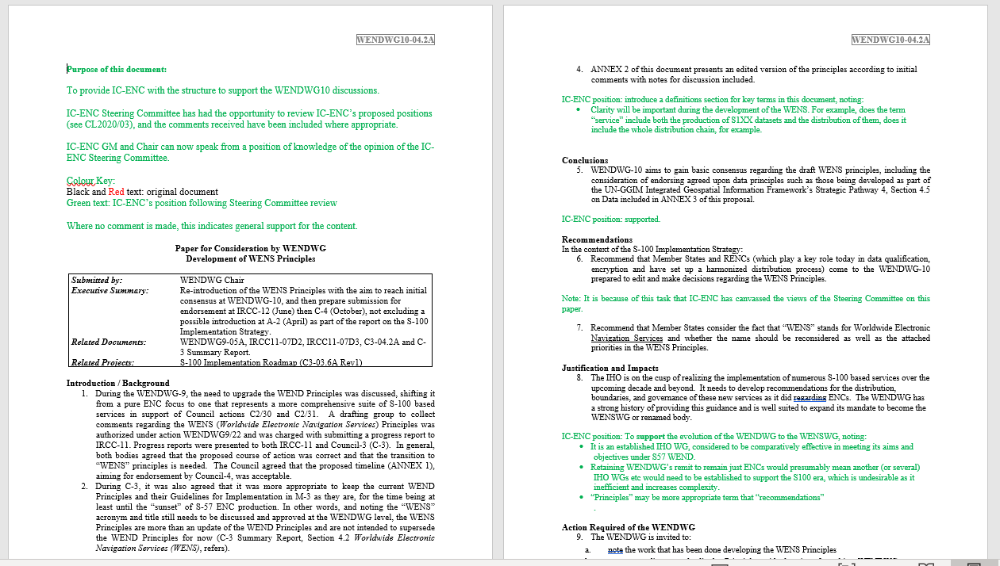 WENDWG10-04.2A
Purpose of this document:
To provide IC-ENC with the structure to support the WENDWG10 discussions.
IC-ENC Steering Committee has had the opportunity to review IC-ENC's proposed positions
(see CL2020/03), and the comments received have been included where appropriate.
IC-ENC GM and Chair can now speak from a position of knowledge of the opinion of the IC-
ENC Steering Committee.
Colour Key:
Black and Red text: original document
Green text: IC-ENC's position following Steering Committee review
Where no comment is made, this indicates general support for the content.
Paper for Consideration by WENDWG
Development of WENS Principles
Submitted by: WENDWG Chair
Executive Summary: Re-introduction of the WENS Principles with the aim to reach initial
consensus at WENDWG-10, and then prepare submission for
endorsement at IRCC-12 (June) then C-4 (October), not excluding a
possible introduction at A-2 (April) as part of the report on the S-100
Implementation Strategy.
Related Documents: WENDWG9-05A, IRCC11-07D2, IRCC11-07D3, C3-04.2A and C-
3 Summary Report.
Related Projects: S-100 Implementation Roadmap (C3-03.6A Rev1)
Introduction / Background
1. During the WENDWG-9, the need to upgrade the WEND Principles was discussed, shifting it
from a pure ENC focus to one that represents a more comprehensive suite of S-100 based
services in support of Council actions C2/30 and C2/31. A drafting group to collect
comments regarding the WENS (Worldwide Electronic Navigation Services) Principles was
authorized under action WENDWG9/22 and was charged with submitting a progress report to
IRCC-11. Progress reports were presented to both IRCC-11 and Council-3 (C-3). In general,
both bodies agreed that the proposed course of action was correct and that the transition to
"WENS" principles is needed. The Council agreed that the proposed timeline (ANNEX 1),
aiming for endorsement by Council-4, was acceptable.
2. During C-3, it was also agreed that it was more appropriate to keep the current WEND
Principles and their Guidelines for Implementation in M-3 as they are, for the time being at
least until the "sunset" of S-57 ENC production. In other words, and noting the "WENS"
acronym and title still needs to be discussed and approved at the WENDWG level, the WENS
Principles are more than an update of the WEND Principles and are not intended to supersede
the WEND Principles for now (C-3 Summary Report, Section 4.2 Worldwide Electronic
Navigation Services (WENS), refers).
WENDWG10-04.2A
4. ANNEX 2 of this document presents an edited version of the principles according to initial
comments with notes for discussion included.
IC-ENC position: introduce a definitions section for key terms in this document, noting:
• Clarity will be important during the development of the WENS. For example, does the term
"service" include both the production of S1XX datasets and the distribution of them, does it
include the whole distribution chain, for example.
Conclusions
5. WENDWG-10 aims to gain basic consensus regarding the draft WENS principles, including the
consideration of endorsing agreed upon data principles such as those being developed as part of
the UN-GGIM Integrated Geospatial Information Framework's Strategic Pathway 4, Section 4.5
on Data included in ANNEX 3 of this proposal.
IC-ENC position: supported.
Recommendations
In the context of the S-100 Implementation Strategy:
6. Recommend that Member States and RENCs (which play a key role today in data qualification,
encryption and have set up a harmonized distribution process) come to the WENDWG-10
prepared to edit and make decisions regarding the WENS Principles.
Note: It is because of this task that IC-ENC has canvassed the views of the Steering Committee on this
paper.
7. Recommend that Member States consider the fact that "WENS" stands for Worldwide Electronic
Navigation Services and whether the name should be reconsidered as well as the attached
priorities in the WENS Principles.
Justification and Impacts
8. The IHO is on the cusp of realizing the implementation of numerous S-100 based services over the
upcoming decade and beyond. It needs to develop recommendations for the distribution,
boundaries, and governance of these new services as it did regarding ENCs. The WENDWG has
a strong history of providing this guidance and is well suited to expand its mandate to become the
WENSWG or renamed body.
IC-ENC position: To support the evolution of the WENDWG to the WENSWG, noting:
• It is an established IHO WG, considered to be comparatively effective in meeting its aims and
objectives under S57 WEND.
• Retaining WENDWG's remit to remain just ENCs would presumably mean another (or several)
IHO WGs etc would need to be established to support the S100 era, which is undesirable as it
inefficient and increases complexity.
• "Principles" may be more appropriate term that "recommendations"
.
Action Required of the WENDWG
9. The WENDWG is invited to:
a. note the work that has been done developing the WENS Principles